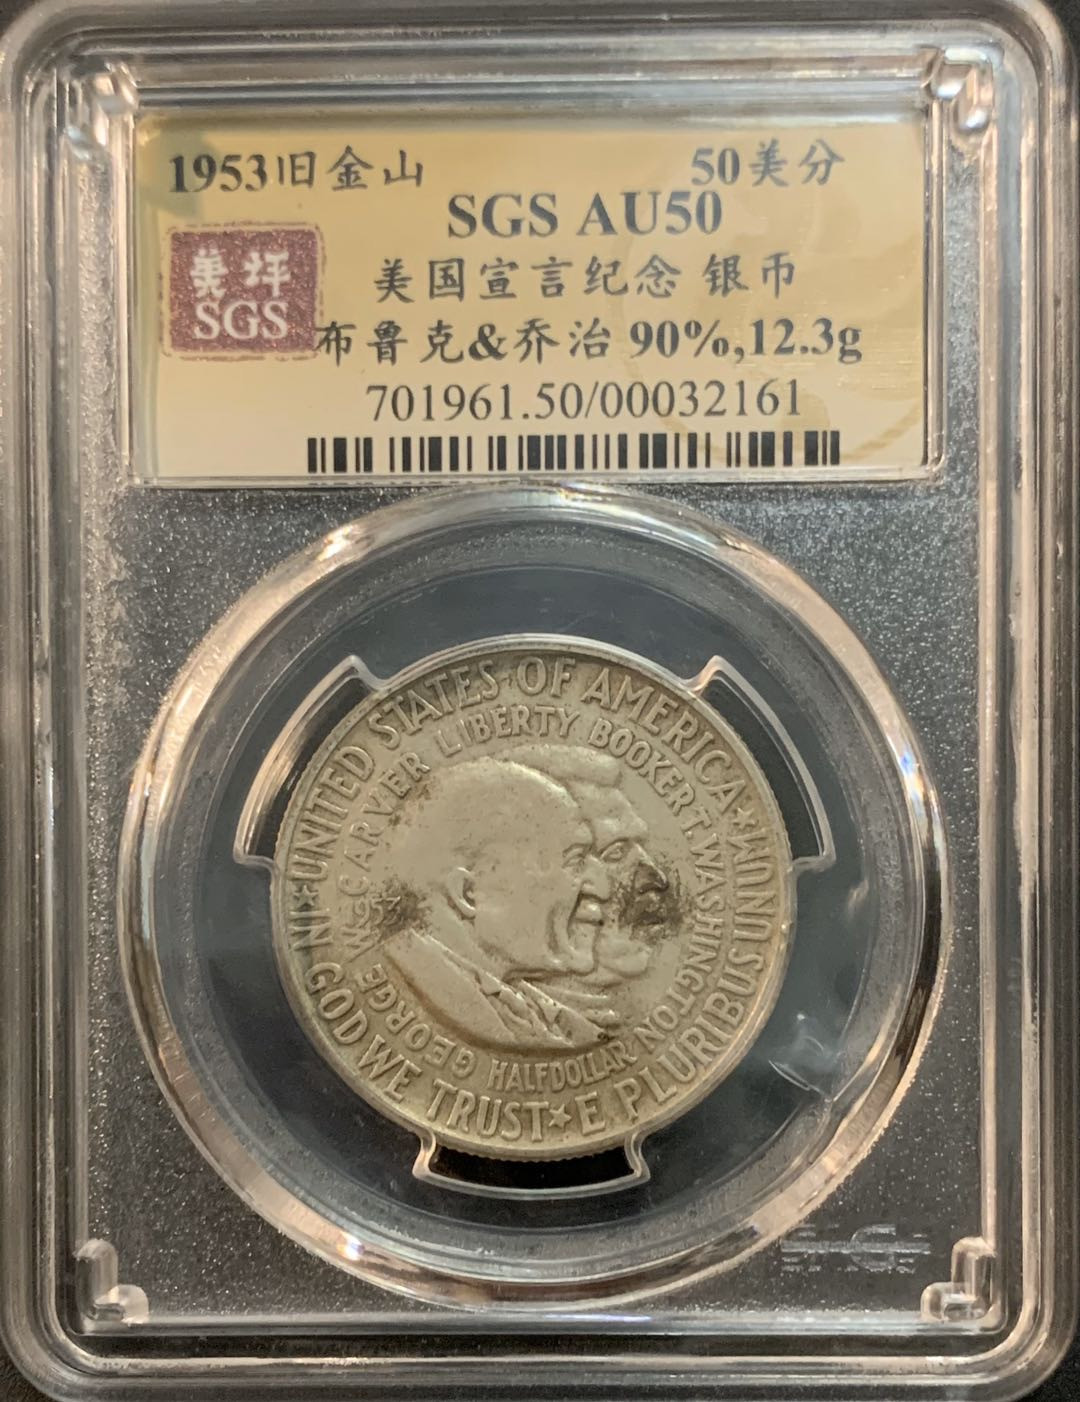 1953旧金山 50美分
SGS AU50
美评
SGS
美国宣言纪念 银币
布鲁克&乔治 90%,12.3g
701961.50/00032161
UNITED STATES OF AMERICA
E PLURIBUS UNUM
IN GOD WE TRUST
GEORGE W. CARVER LIBERTY BOOKER T. WASHINGTON
HALF DOLLAR
1953